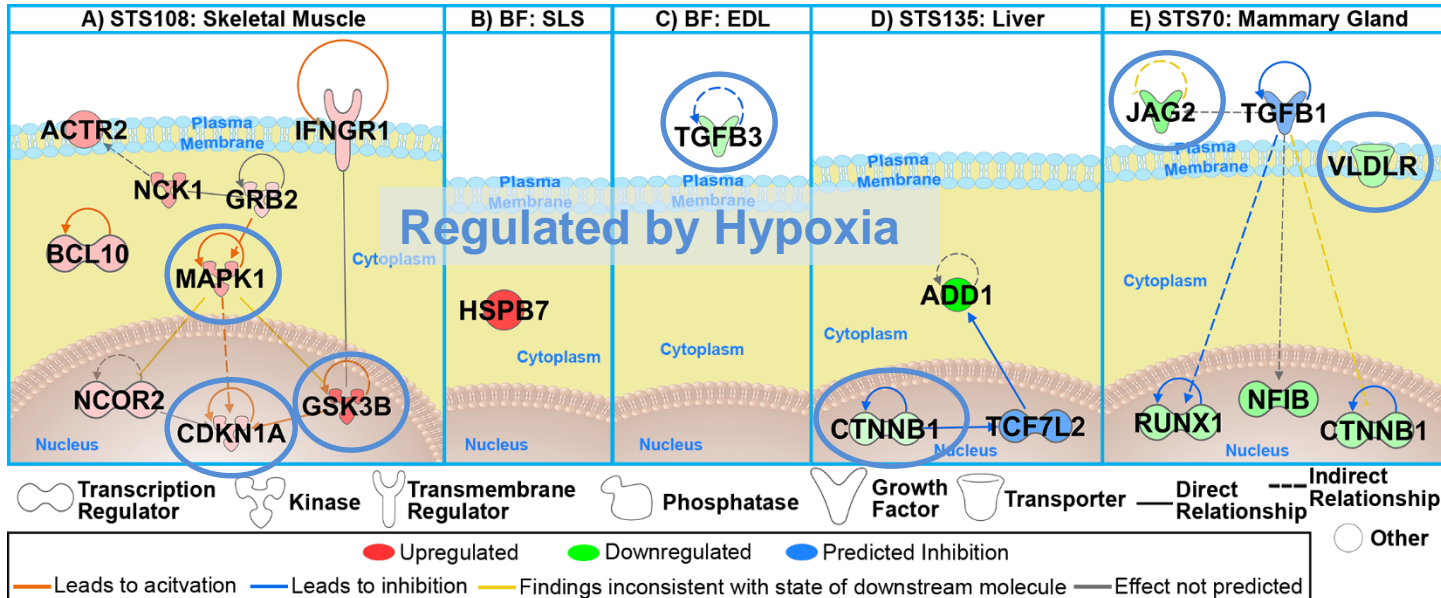 A) STS108: Skeletal Muscle
B) BF: SLS
C) BF: EDL
D) STS135: Liver
E) STS70: Mammary Gland
ACTR2
IFNGR1
Plasma
Membrane
NCK1
GRB2
BCL10
MAPK1
Cytoplasm
NCOR2
CDKN1A
GSK3B
Nucleus
Plasma
Membrane
HSPB7
Cytoplasm
Nucleus
TGFB3
Plasma
Membrane
Cytoplasm
Nucleus
Regulated by Hypoxia
Plasma
Membrane
ADD1
Cytoplasm
CTNNB1
TCF7L2
Nucleus
JAG2
TGFB1
Plasma
Membrane
VLDLR
Cytoplasm
RUNX1
NFIB
CTNNB1
Nucleus
Transcription
Regulator
Kinase
Transmembrane
Regulator
Phosphatase
Growth
Factor
Transporter
Direct
Relationship
Indirect
Relationship
Other
Upregulated
Downregulated
Predicted Inhibition
Leads to acitvation
Leads to inhibition
Findings inconsistent with state of downstream molecule
Effect not predicted